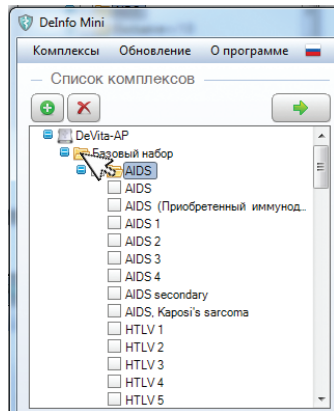 DeInfo Mini
Комплексы Обновление О программе
Список комплексов
DeVita-AP
Базовый набор
AIDS
AIDS
AIDS (Приобретенный иммунод...
AIDS 1
AIDS 2
AIDS 3
AIDS 4
AIDS secondary
AIDS, Kaposi's sarcoma
HTLV 1
HTLV 2
HTLV 3
HTLV 4
HTLV 5